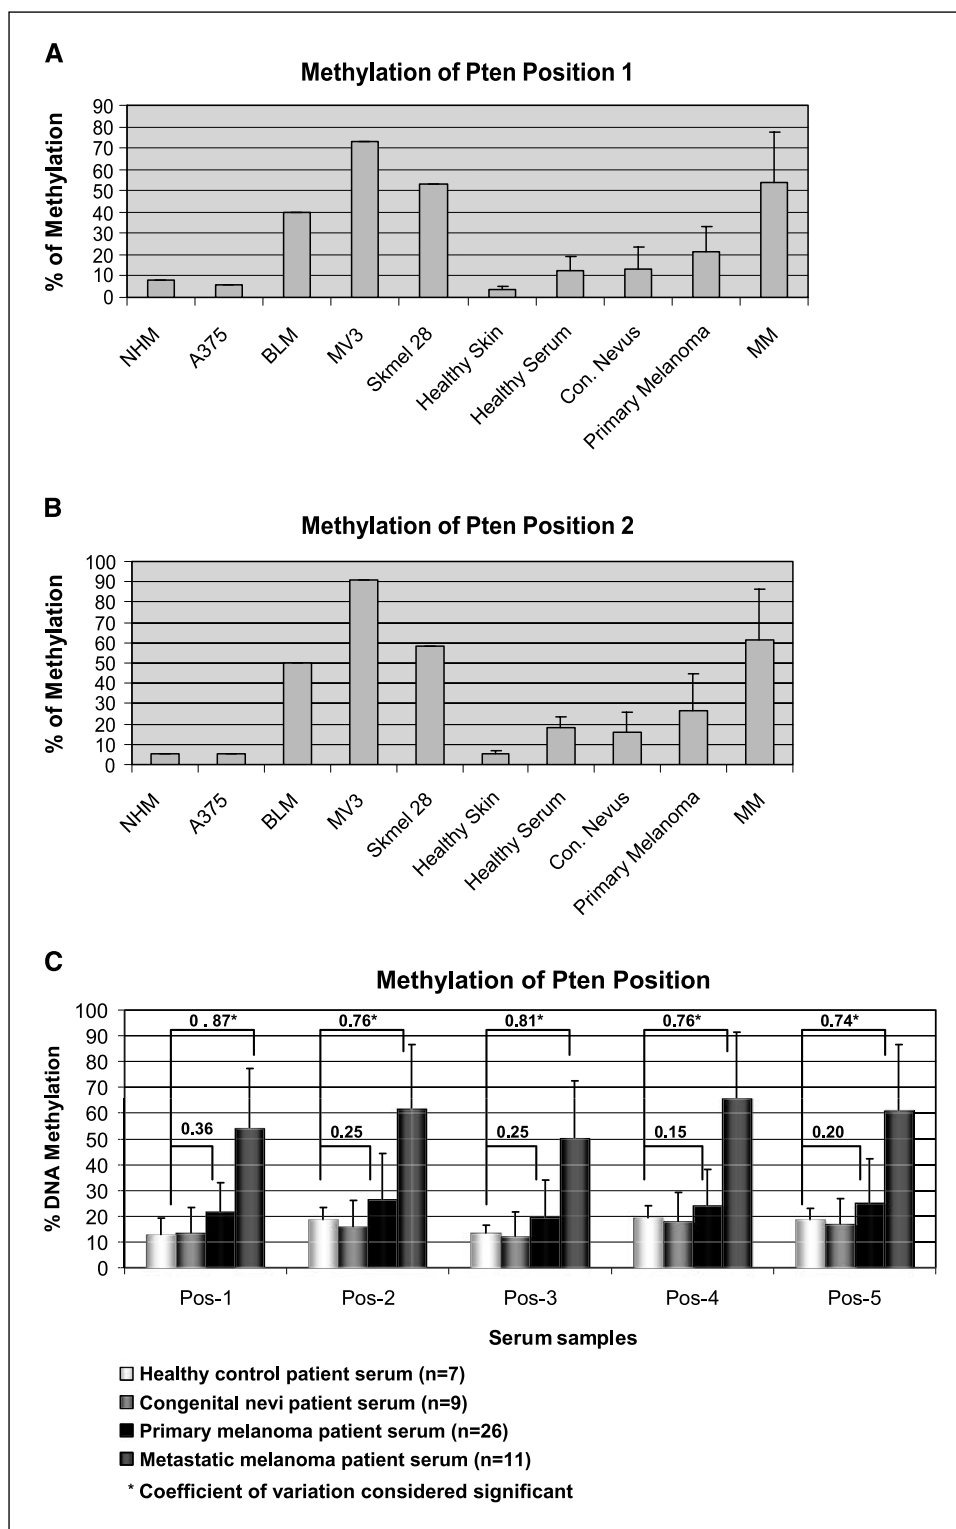 A
Methylation of Pten Position 1
% of Methylation
90
80
70
60
50
40
30
20
10
0
NHM
A375
BLM
MV3
Skmel 28
Healthy Skin
Healthy Serum
Con. Nevus
Primary Melanoma
MM
B
Methylation of Pten Position 2
% of Methylation
100
90
80
70
60
50
40
30
20
10
0
NHM
A375
BLM
MV3
Skmel 28
Healthy Skin
Healthy Serum
Con. Nevus
Primary Melanoma
MM
C
Methylation of Pten Position
% DNA Methylation
100
90
80
70
60
50
40
30
20
10
0
0 . 87*
0.76*
0.81*
0.76*
0.74*
0.36
0.25
0.25
0.15
0.20
Pos-1
Pos-2
Pos-3
Pos-4
Pos-5
Serum samples
Healthy control patient serum (n=7)
Congenital nevi patient serum (n=9)
Primary melanoma patient serum (n=26)
Metastatic melanoma patient serum (n=11)
* Coefficient of variation considered significant